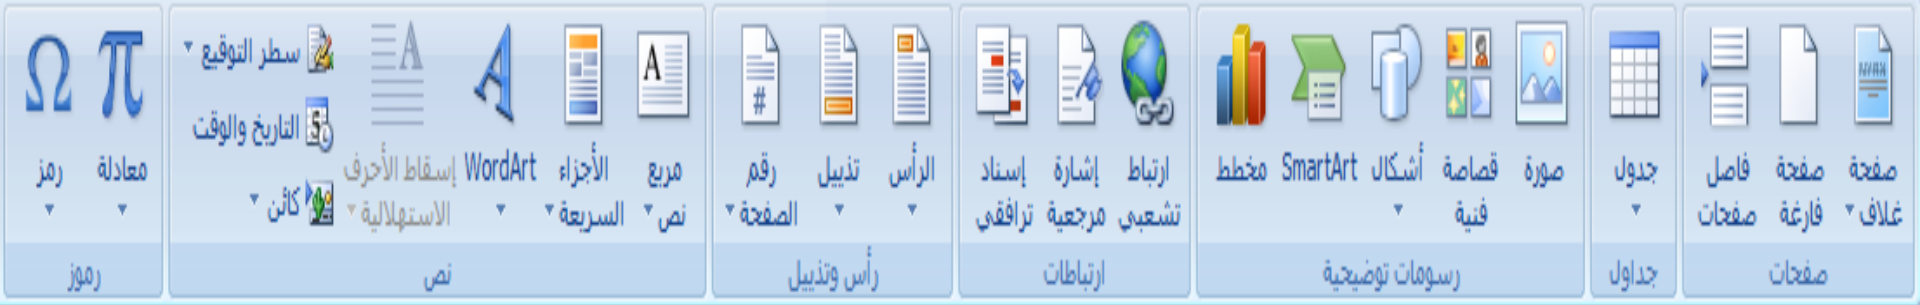 صفحة غلاف
صفحة فارغة
فاصل صفحات
صفحات
جدول
جداول
صورة
قصاصة فنية
أشكال
SmartArt
مخطط
رسومات توضيحية
ارتباط تشعبي
إشارة مرجعية
إسناد ترافقي
ارتباطات
الرأس
تذييل
رقم الصفحة
#
رأس وتذييل
A
مربع نص
الأجزاء السريعة
A
WordArt
A
إسقاط الأحرف الاستهلالية
سطر التوقيع
5
التاريخ والوقت
كائن
نص
π
معادلة
Ω
رمز
رموز